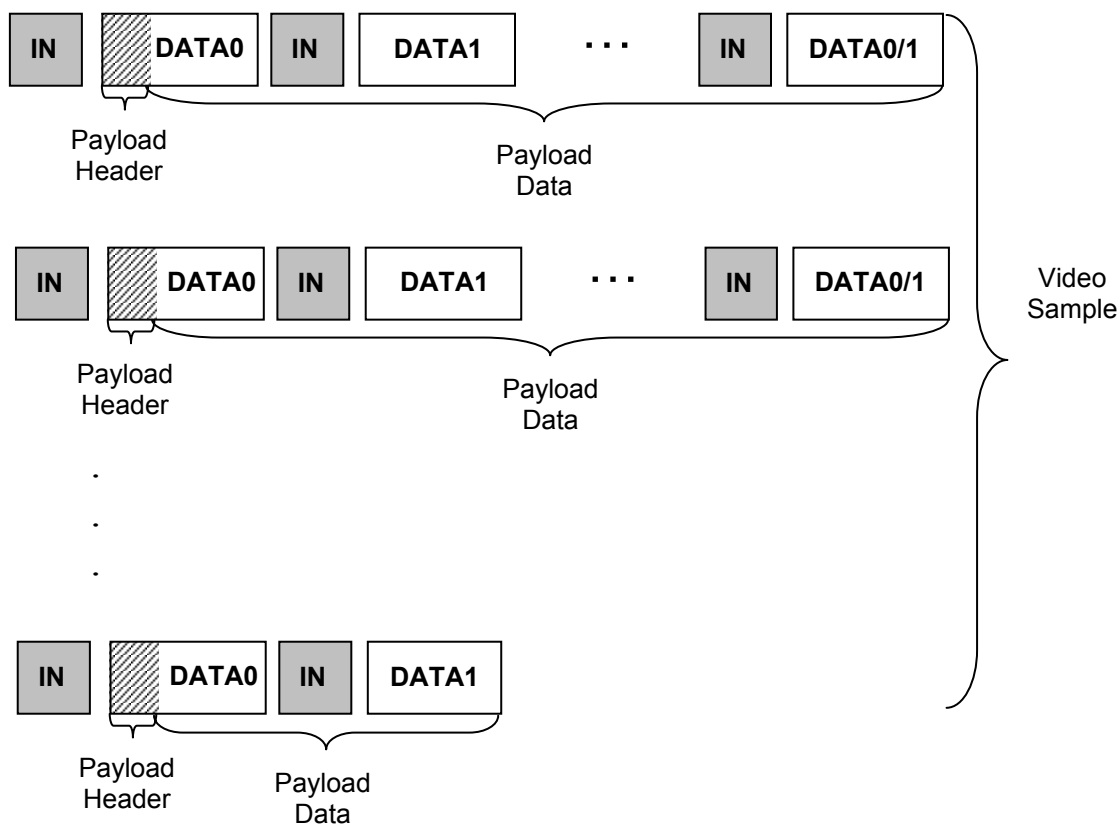 IN DATA0 IN DATA1 ... IN DATA0/1
Payload
Header
Payload
Data
IN DATA0 IN DATA1 ... IN DATA0/1
Video
Sample
Payload
Header
Payload
Data
.
.
.
IN DATA0 IN DATA1
Payload
Header
Payload
Data